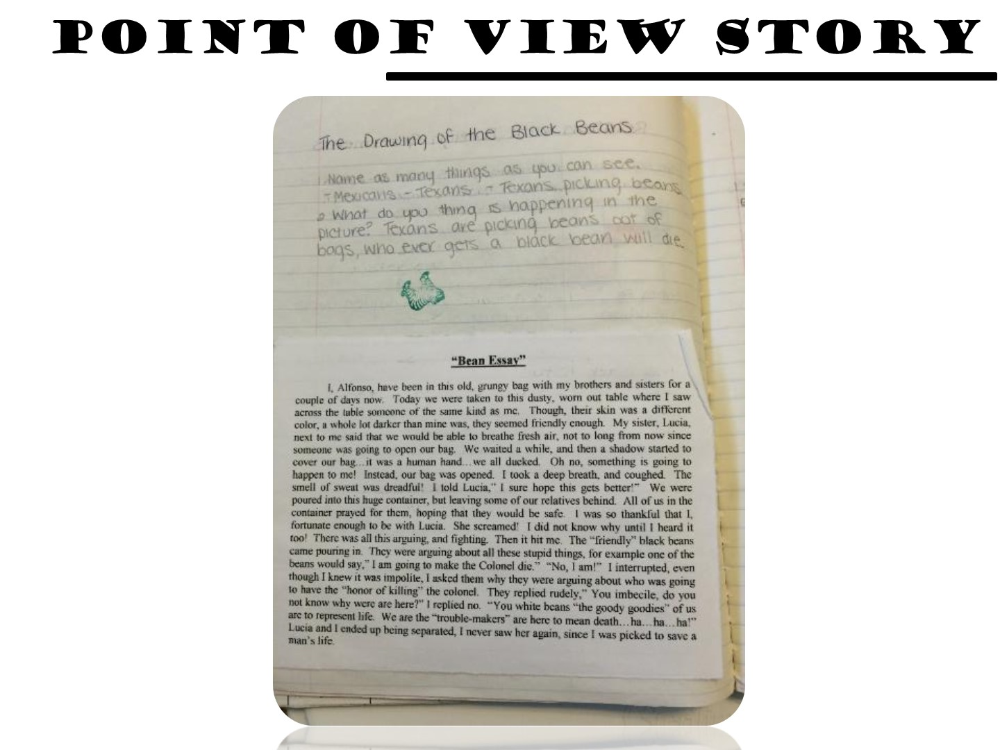 POINT OF VIEW STORY
The Drawing of the Black Beans
1. Name as many things as you can see.
- Mexicans - Texans - Texans picking beans
What do you thing is happening in the
picture? Texans are picking beans out of
bags, who ever gets a black bean will die.
“Bean Essay”
I, Alfonso, have been in this old, grungy bag with my brothers and sisters for a
couple of days now. Today we were taken to this dusty, worn out table where I saw
across the table someone of the same kind as me. Though, their skin was a different
color, a whole lot darker than mine was, they seemed friendly enough. My sister, Lucia,
next to me said that we would be able to breathe fresh air, not to long from now since
someone was going to open our bag. We waited a while, and then a shadow started to
cover our bag…it was a human hand…we all ducked. Oh no, something is going to
happen to me! Instead, our bag was opened. I took a deep breath, and coughed. The
smell of sweat was dreadful! I told Lucia,” I sure hope this gets better!” We were
poured into this huge container, but leaving some of our relatives behind. All of us in the
container prayed for them, hoping that they would be safe. I was so thankful that I,
fortunate enough to be with Lucia. She screamed! I did not know why until I heard it
too! There was all this arguing, and fighting. Then it hit me. The “friendly” black beans
came pouring in. They were arguing about all these stupid things, for example one of the
beans would say,” I am going to make the Colonel die.” “No, I am!” I interrupted, even
though I knew it was impolite, I asked them why they were arguing about who was going
to have the “honor of killing” the colonel. They replied rudely,” You imbecile, do you
not know why were are here?” I replied no. “You white beans “the goody goodies” of us
are to represent life. We are the “trouble-makers” are here to mean death…ha…ha…ha!”
Lucia and I ended up being separated, I never saw her again, since I was picked to save a
man’s life.